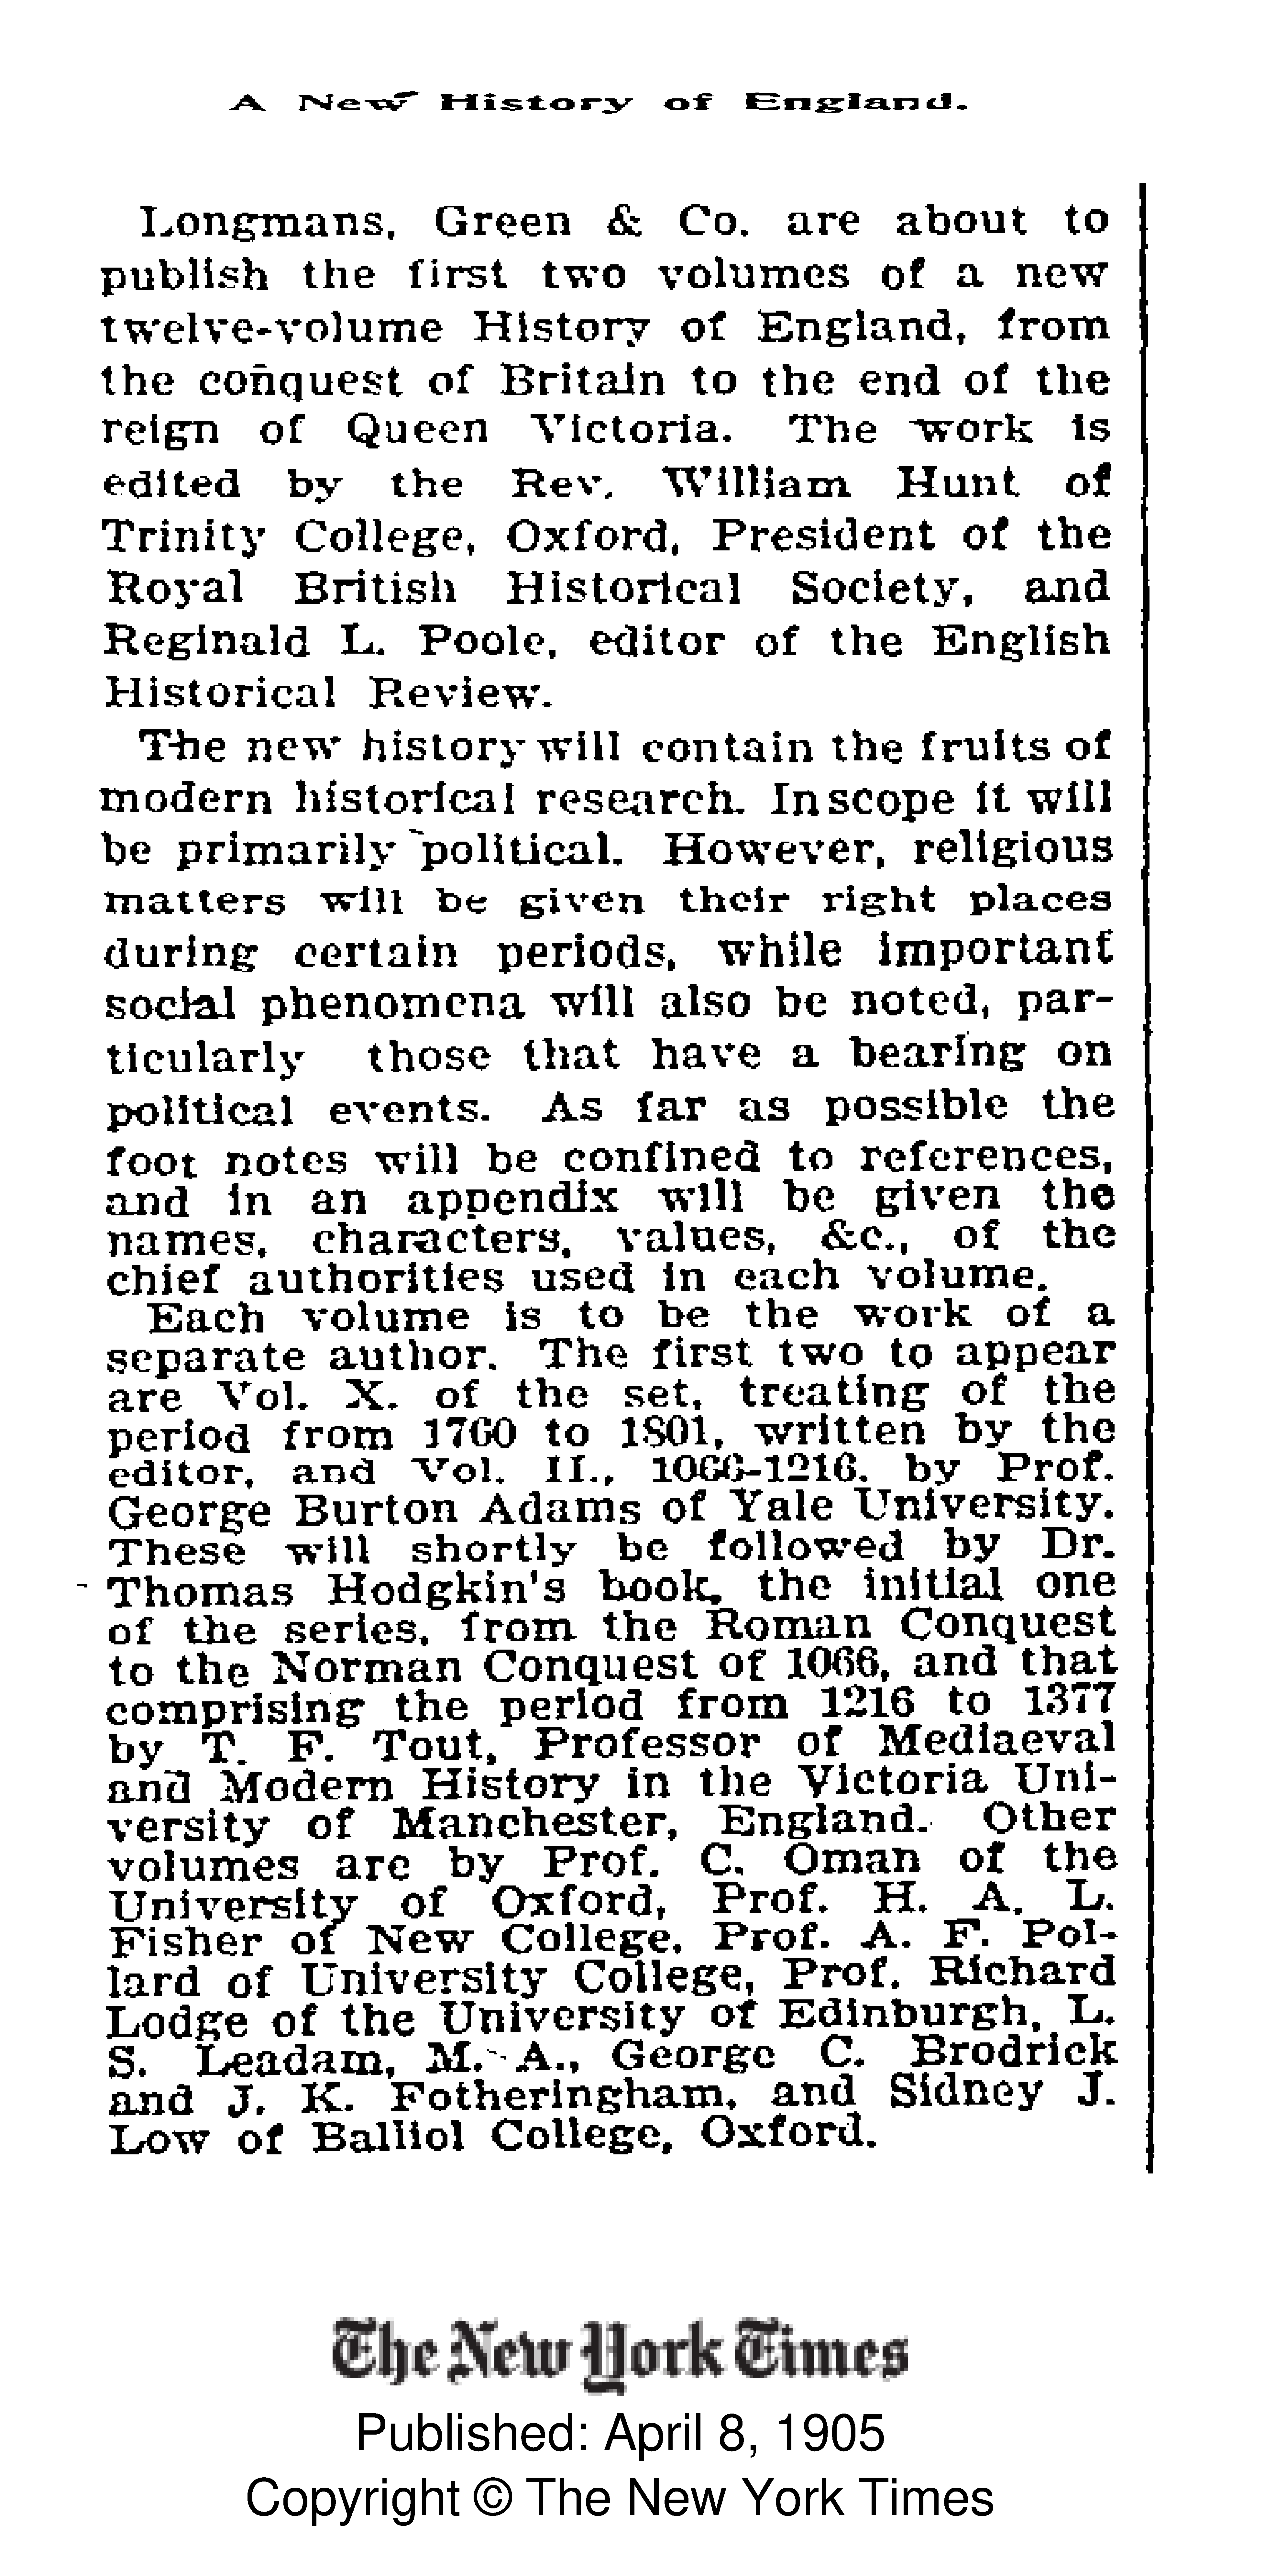 A New History of England.
Longmans, Green & Co. are about to
publish the first two volumes of a new
twelve-volume History of England, from
the conquest of Britain to the end of the
reign of Queen Victoria. The work is
edited by the Rev. William Hunt of
Trinity College, Oxford, President of the
Royal British Historical Society, and
Reginald L. Poole, editor of the English
Historical Review.
The new history will contain the fruits of
modern historical research. In scope it will
be primarily political. However, religious
matters will be given their right places
during certain periods, while important
social phenomena will also be noted, par-
ticularly those that have a bearing on
political events. As far as possible the
foot notes will be confined to references,
and in an appendix will be given the
names, characters, values, &c., of the
chief authorities used in each volume.
Each volume is to be the work of a
separate author. The first two to appear
are Vol. X. of the set, treating of the
period from 1760 to 1801, written by the
editor, and Vol. II., 1066-1216, by Prof.
George Burton Adams of Yale University.
These will shortly be followed by Dr.
Thomas Hodgkin's book, the initial one
of the series, from the Roman Conquest
to the Norman Conquest of 1066, and that
comprising the period from 1216 to 1377
by T. F. Tout, Professor of Mediaeval
and Modern History in the Victoria Uni-
versity of Manchester, England. Other
volumes are by Prof. C. Oman of the
University of Oxford, Prof. H. A. L.
Fisher of New College, Prof. A. F. Pol-
lard of University College, Prof. Richard
Lodge of the University of Edinburgh, L.
S. Leadam, M. A., George C. Brodrick
and J. K. Fotheringham, and Sidney J.
Low of Balliol College, Oxford.
The New York Times
Published: April 8, 1905
Copyright © The New York Times